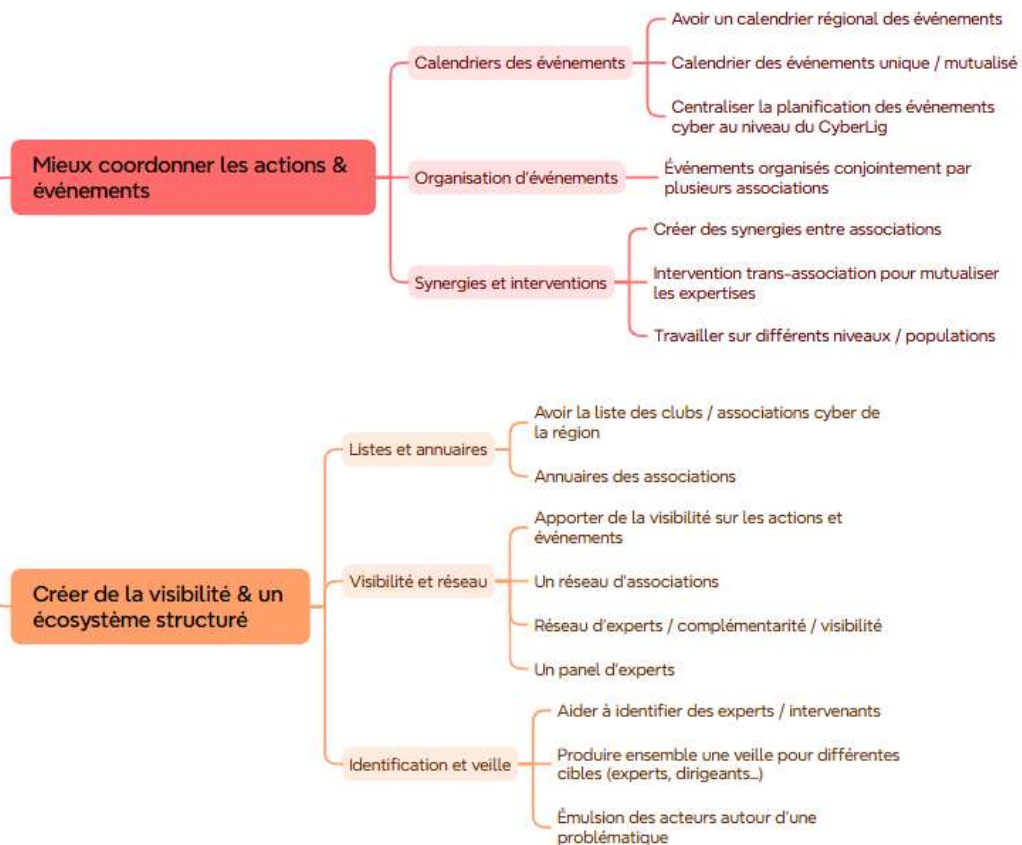 Mieux coordonner les actions &
événements
Calendriers des événements
Avoir un calendrier régional des événements
Calendrier des événements unique / mutualisé
Centraliser la planification des événements
cyber au niveau du CyberLig
Organisation d'événements
Événements organisés conjointement par
plusieurs associations
Synergies et interventions
Créer des synergies entre associations
Intervention trans-association pour mutualiser
les expertises
Travailler sur différents niveaux / populations
Créer de la visibilité & un
écosystème structuré
Listes et annuaires
Avoir la liste des clubs / associations cyber de
la région
Annuaires des associations
Visibilité et réseau
Apporter de la visibilité sur les actions et
événements
Un réseau d'associations
Réseau d'experts / complémentarité / visibilité
Un panel d'experts
Identification et veille
Aider à identifier des experts / intervenants
Produire ensemble une veille pour différentes
cibles (experts, dirigeants...)
Émulsion des acteurs autour d'une
problématique